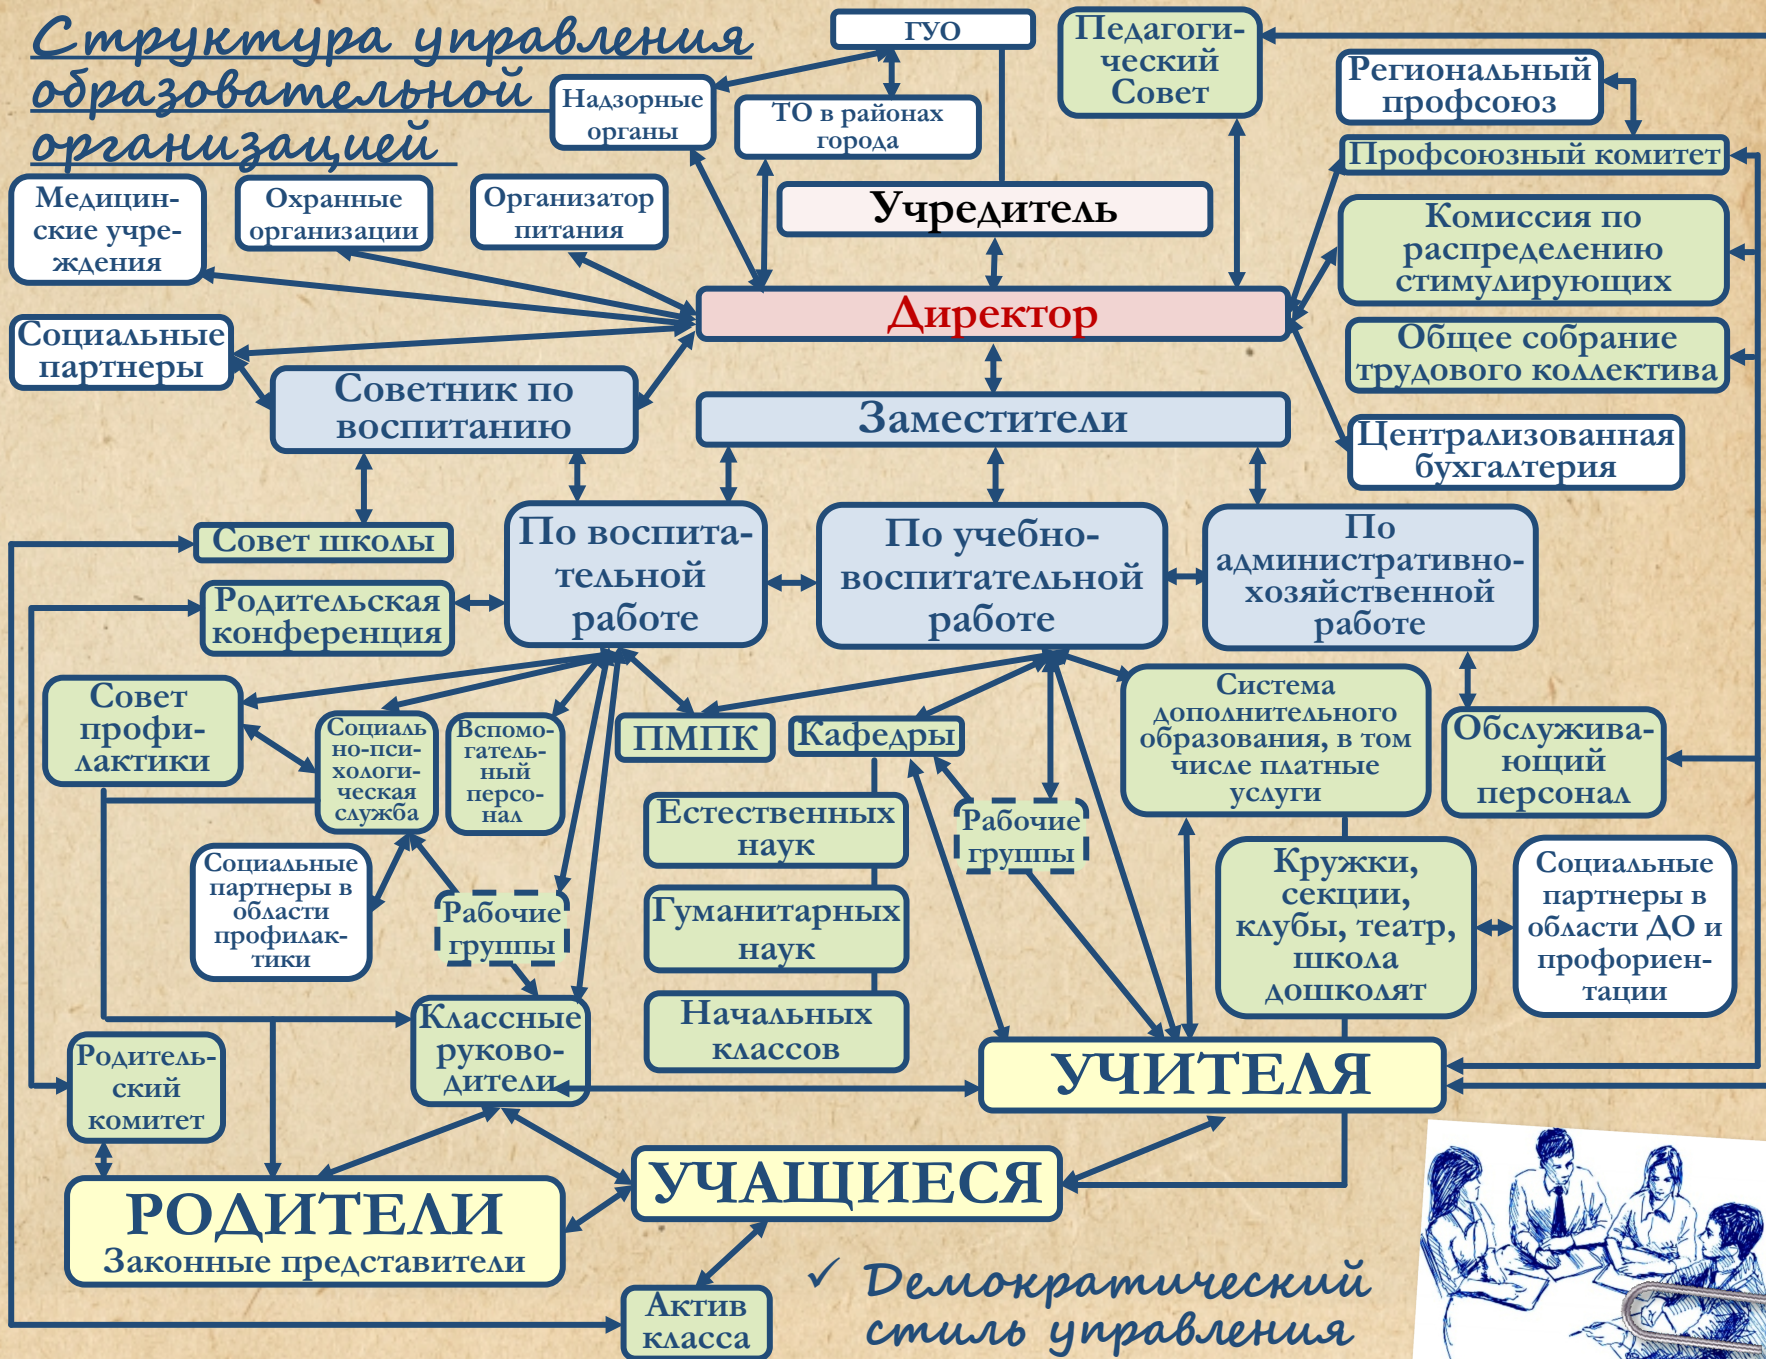 Структура управления
образовательной
организацией
ГУО
Надзорные
органы
ТО в районах
города
Педагоги-
ческий
Совет
Региональный
профсоюз
Профсоюзный комитет
Медицин-
ские учре-
ждения
Охранные
организации
Организатор
питания
Учредитель
Комиссия по
распределению
стимулирующих
Директор
Социальные
партнеры
Общее собрание
трудового коллектива
Советник по
воспитанию
Заместители
Централизованная
бухгалтерия
Совет школы
По воспита-
тельной
работе
По учебно-
воспитательной
работе
По
административно-
хозяйственной
работе
Родительская
конференция
Совет
профи-
лактики
Социаль
но-пси-
хологи-
ческая
служба
Вспомо-
гатель-
ный
персо-
нал
ПМПК
Кафедры
Система
дополнительного
образования, в том
числе платные
услуги
Обслужива-
ющий
персонал
Естественных
наук
Рабочие
группы
Социальные
партнеры в
области
профилак-
тики
Рабочие
группы
Гуманитарных
наук
Кружки,
секции,
клубы, театр,
школа
дошколят
Социальные
партнеры в
области ДО и
профориен-
тации
Классные
руково-
дители
Начальных
классов
Родитель-
ский
комитет
УЧИТЕЛЯ
РОДИТЕЛИ
Законные представители
УЧАЩИЕСЯ
Актив
класса
✓ Демократический
стиль управления